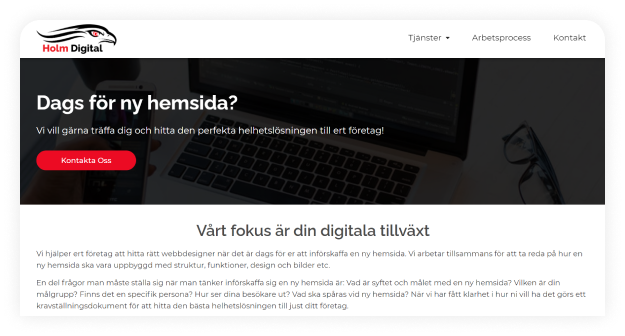 Holm Digital
Tjänster
Arbetsprocess
Kontakt
Dags för ny hemsida?
Vi vill gärna träffa dig och hitta den perfekta helhetslösningen till ert företag!
Kontakta Oss
Vårt fokus är din digitala tillväxt
Vi hjälper ert företag att hitta rätt webbdesigner när det är dags för er att införskaffa en ny hemsida. Vi arbetar tillsammans för att ta reda på hur en
ny hemsida ska vara uppbyggd med struktur, funktioner, design och bilder etc.
En del frågor man måste ställa sig när man tänker införskaffa sig en ny hemsida är: Vad är syftet och målet med en ny hemsida? Vilken är din
målgrupp? Finns det en specifik persona? Hur ser dina besökare ut? Vad ska spåras vid ny hemsida? När vi har fått klarhet i hur ni vill ha det görs ett
kravställningsdokument för att hitta den bästa helhetslösningen till just ditt företag.